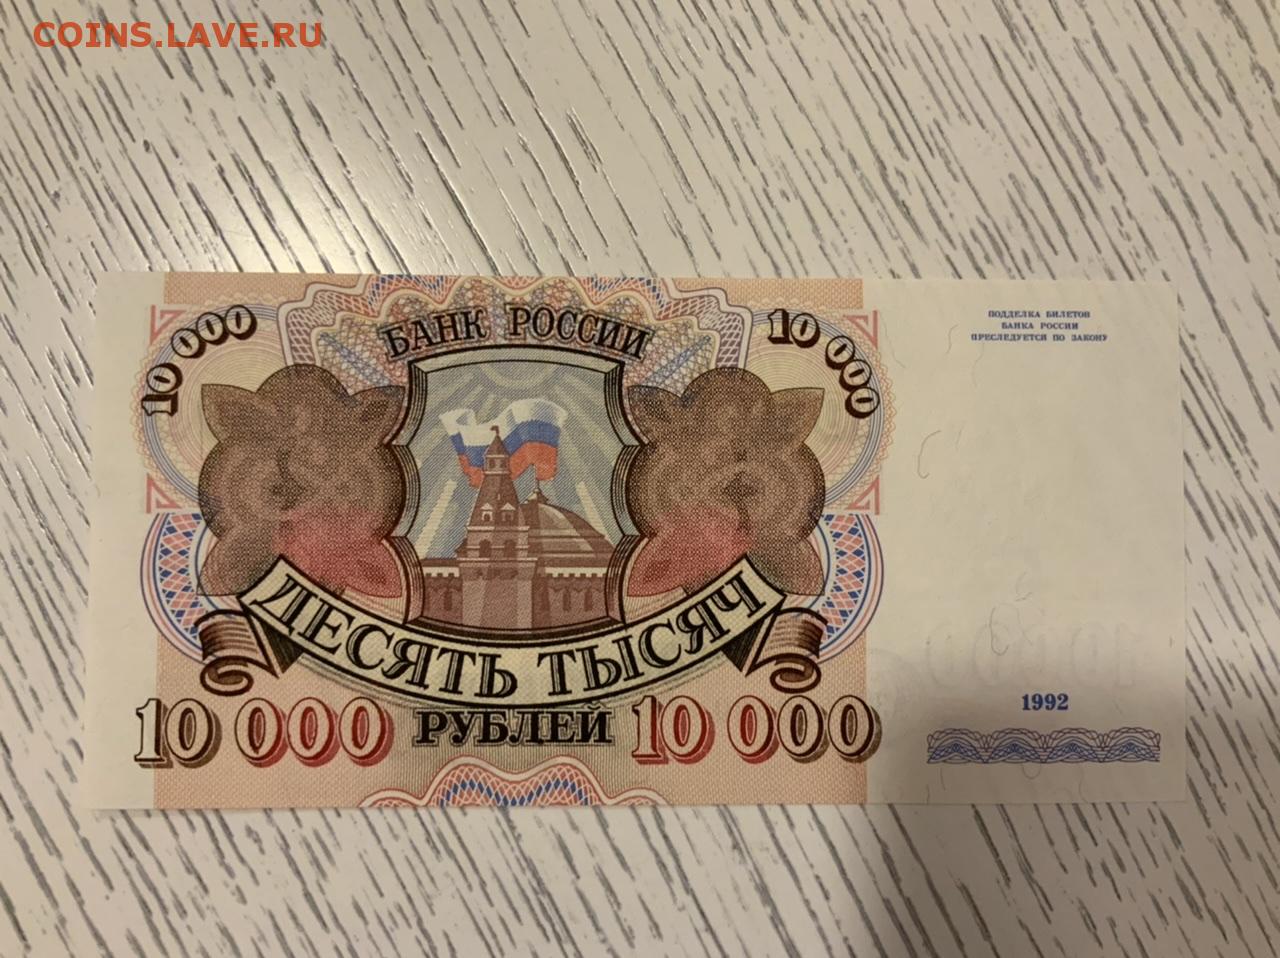 COINS.LAVE.RU
10 000
БАНК РОССИИ
10 000
ПОДДЕЛКА БИЛЕТОВ
БАНКА РОССИИ
ПРЕСЛЕДУЕТСЯ ПО ЗАКОНУ
ДЕСЯТЬ ТЫСЯЧ
10 000 РУБЛЕЙ 10 000
1992